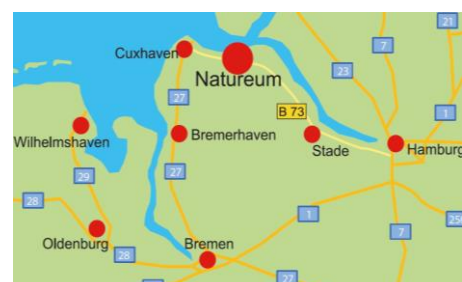 21
7
Cuxhaven
23
Natureum
27
1
B 73
Wilhelmshaven
Bremerhaven
Stade
Hamburg
27
29
28
1
7
Oldenburg
Bremen
28
27